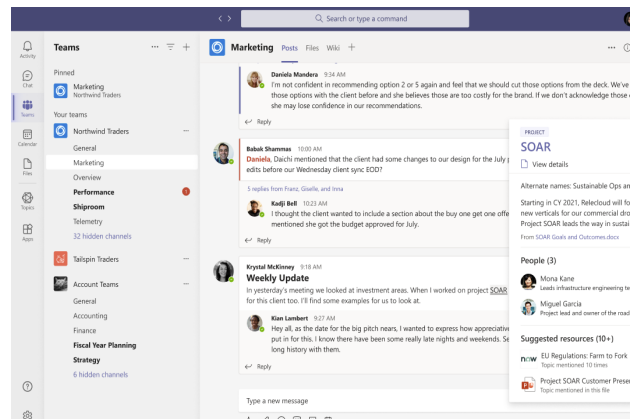 Search or type a command
Activity
Chat
Teams
Calendar
Files
Topics
Apps
Teams
Pinned
Marketing
Northwind Traders
Your teams
Northwind Traders
General
Marketing
Overview
Performance
Shiproom
Telemetry
32 hidden channels
Tailspin Traders
Account Teams
General
Accounting
Finance
Fiscal Year Planning
Strategy
6 hidden channels
Marketing Posts Files Wiki
Daniela Mandera 9:34 AM
I'm not confident in recommending option 2 or 5 again and feel that we should cut those options from the deck. We've
those options with the client before and she believes those are too costly for the brand. If we don't acknowledge those
she may lose confidence in our recommendations.
Reply
Babak Shammas 10:00 AM
Daniela, Daichi mentioned that the client had some changes to our design for the July
edits before our Wednesday client sync EOD?
5 replies from Franz, Giselle, and Inna
Kadji Bell 10:23 AM
I thought the client wanted to include a section about the buy one get one offe
mentioned she got the budget approved for July.
Reply
Krystal McKinney 9:18 AM
Weekly Update
In yesterday's meeting we looked at investment areas. When I worked on project SOAR
for this client too. I'll find some examples for us to look at.
Kian Lambert 9:27 AM
Hey all, as the date for the big pitch nears, I wanted to express how appreciative
put in for this. I know there have been some really late nights and weekends. Se
long history with them.
Reply
Type a new message
PROJECT
SOAR
View details
Alternate names: Sustainable Ops an
Starting in CY 2021, Relecloud will fo
new verticals for our commercial dro
Project SOAR leads the way in sustai
From SOAR Goals and Outcomes.docx
People (3)
Mona Kane
Leads infrastructure engineering te
Miguel Garcia
Project lead and owner of the road
Suggested resources (10+)
EU Regulations: Farm to Fork
Topic mentioned 10 times
Project SOAR Customer Presen
Topic mentioned in this file